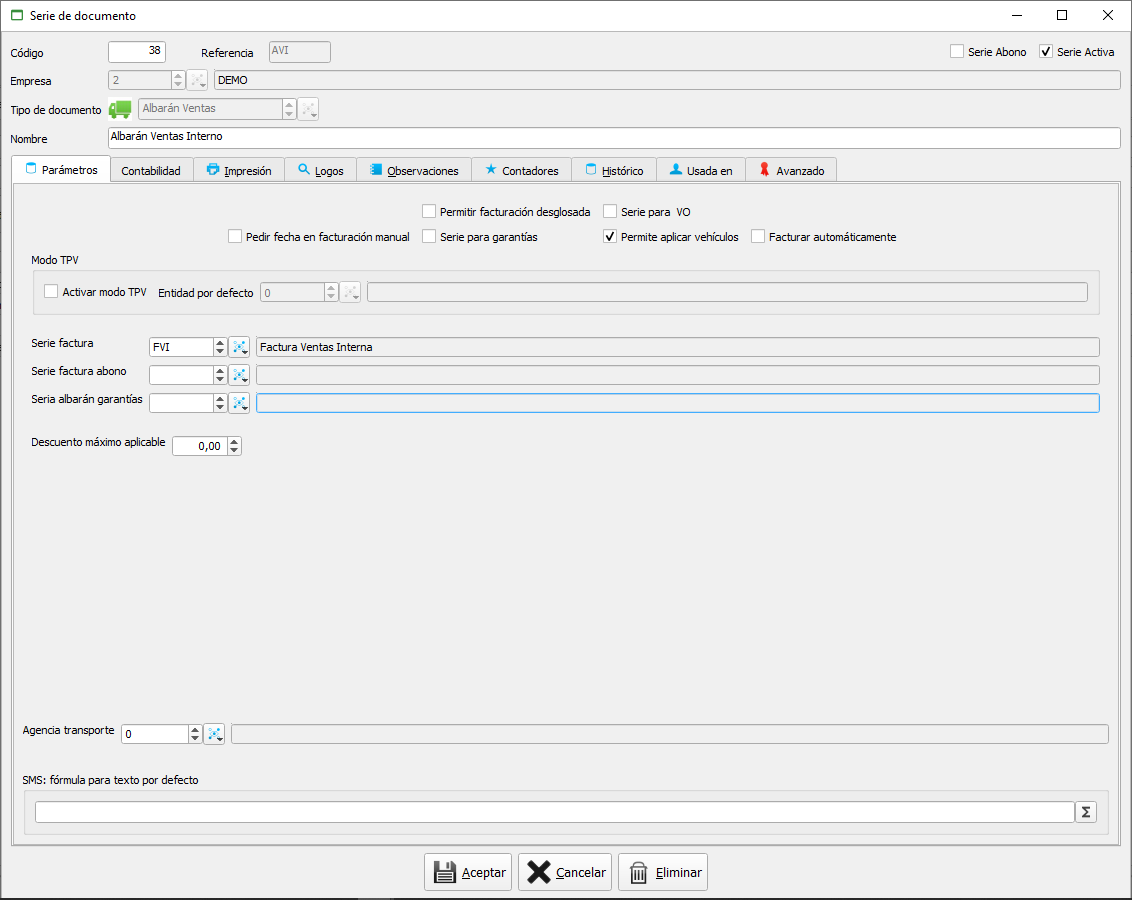 Serie de documento
Código 38 Referencia AVI Serie Abono Serie Activa
Empresa 2 DEMO
Tipo de documento Albarán Ventas
Nombre Albarán Ventas Interno
Parámetros Contabilidad Impresión Logos Observaciones Contadores Histórico Usada en Avanzado
Permitir facturación desglosada Serie para VO
Pedir fecha en facturación manual Serie para garantías Permite aplicar vehículos Facturar automáticamente
Modo TPV
Activar modo TPV Entidad por defecto 0
Serie factura FVI Factura Ventas Interna
Serie factura abono
Seria albarán garantías
Descuento máximo aplicable 0,00
Agencia transporte 0
SMS: fórmula para texto por defecto
Σ
Aceptar Cancelar Eliminar